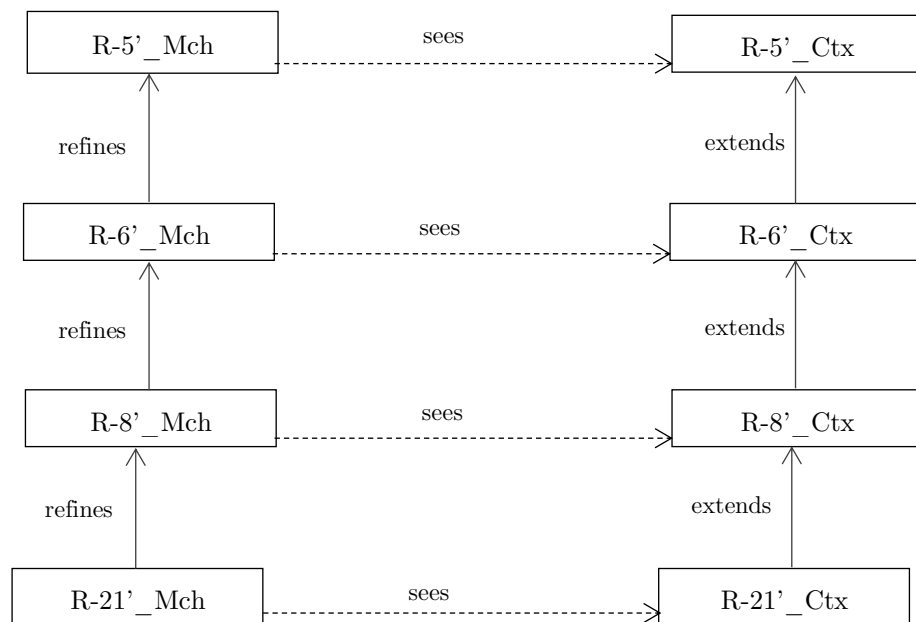 R-5'_Mch
sees
R-5'_Ctx
refines
extends
R-6'_Mch
sees
R-6'_Ctx
refines
extends
R-8'_Mch
sees
R-8'_Ctx
refines
extends
R-21'_Mch
sees
R-21'_Ctx